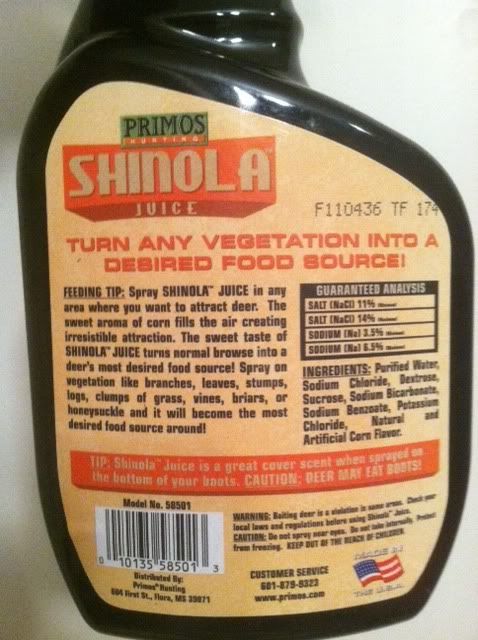 PRIMOS
HUNTING
SHINOLA™
JUICE
F110436 TF 174
TURN ANY VEGETATION INTO A
DESIRED FOOD SOURCE!
FEEDING TIP: Spray SHINOLA™ JUICE in any
area where you want to attract deer. The
sweet aroma of corn fills the air creating
irresistible attraction. The sweet taste of
SHINOLA™ JUICE turns normal browse into a
deer's most desired food source! Spray on
vegetation like branches, leaves, stumps,
logs, clumps of grass, vines, briars, or
honeysuckle and it will become the most
desired food source around!
GUARANTEED ANALYSIS
SALT (NaCl) 11%
SALT (NaCl) 14%
SODIUM (Na) 3.5%
SODIUM (Na) 6.5%
INGREDIENTS: Purified Water,
Sodium Chloride, Dextrose,
Sucrose, Sodium Bicarbonate,
Sodium Benzoate, Potassium
Chloride, Natural and
Artificial Corn Flavor.
TIP: Shinola™ Juice is a great cover scent when sprayed on
the bottom of your boots. CAUTION: DEER MAY EAT BOOTS!
Model No. 58501
0 10135 58501 3
Distributed By:
Primos® Hunting
604 First St., Flora, MS 39071
WARNING: Baiting deer is a violation in some areas. Check your
local laws and regulations before using Shinola™ Juice.
CAUTION: Do not spray near eyes. Do not take internally. Protect
from freezing. KEEP OUT OF THE REACH OF CHILDREN.
CUSTOMER SERVICE
601-879-9323
www.primos.com
MADE IN
THE U.S.A.